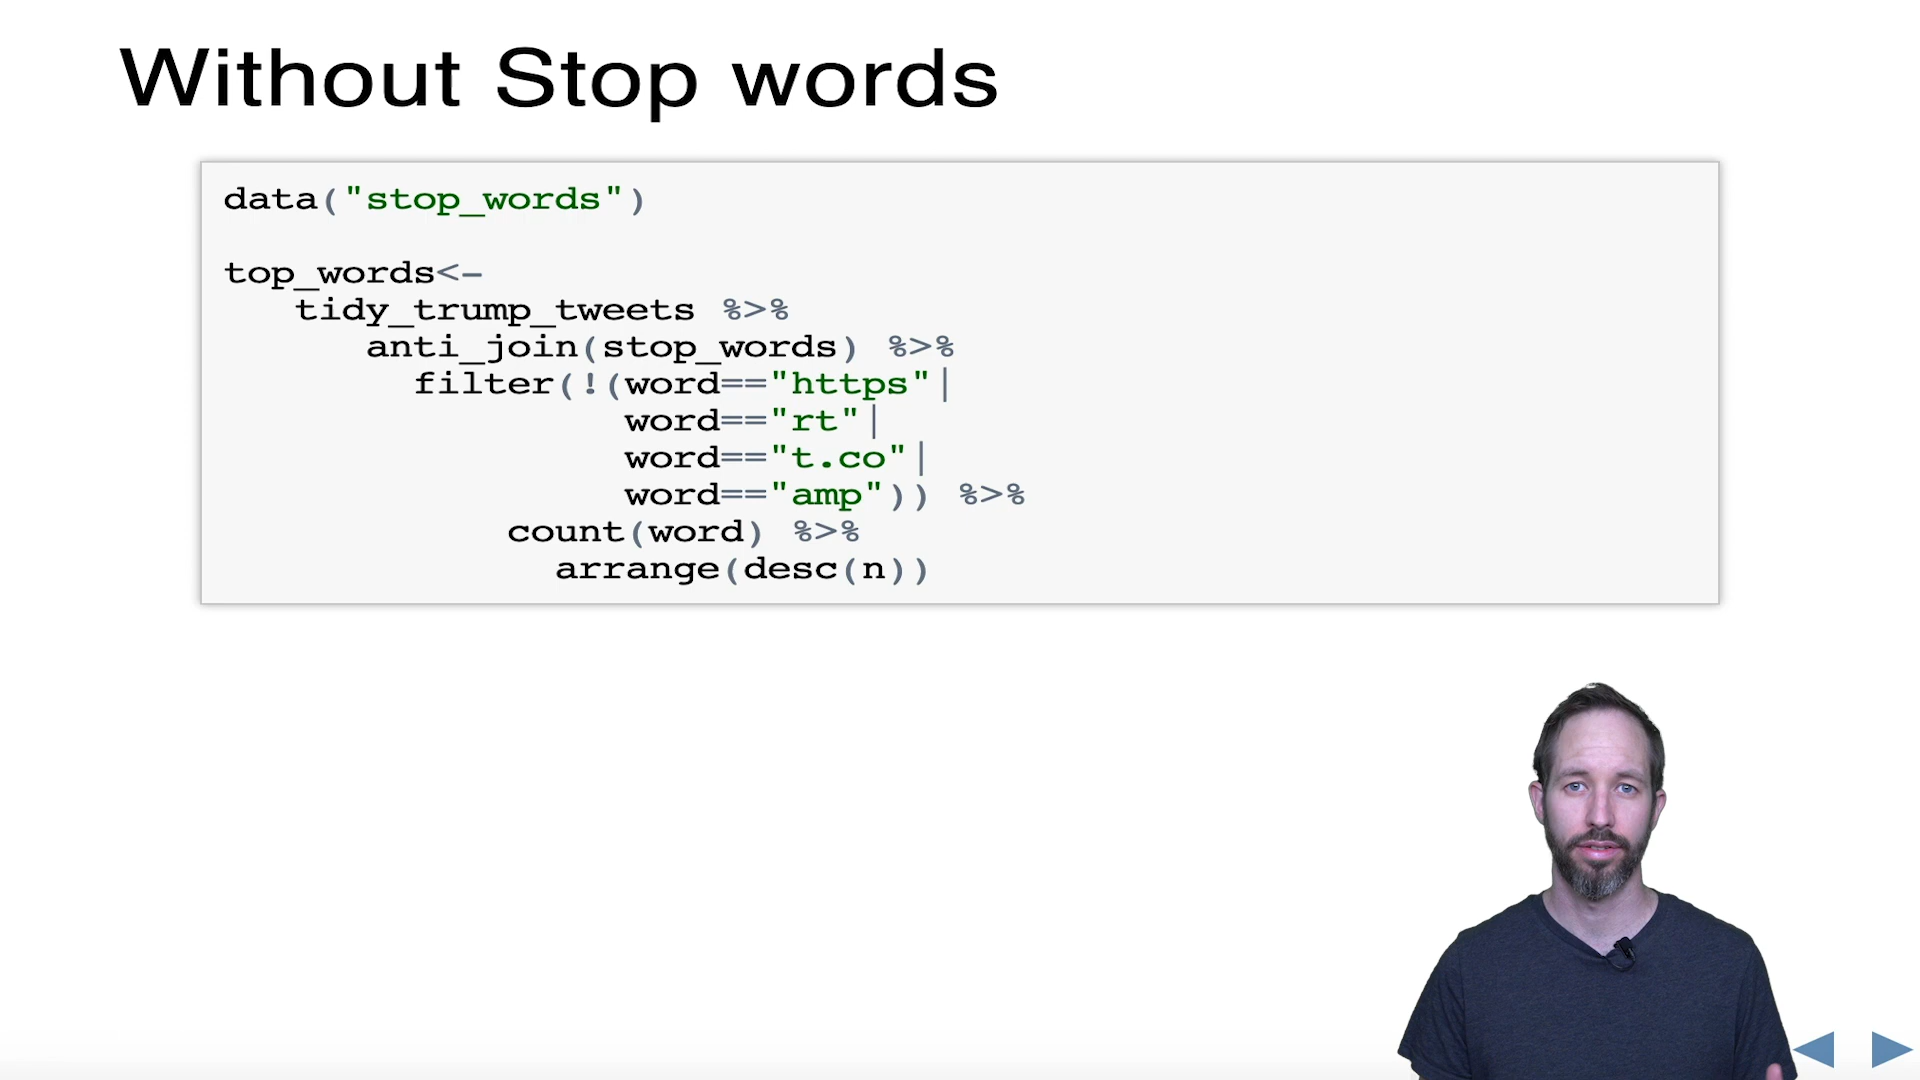 Without Stop words
data("stop_words")
top_words<-
tidy_trump_tweets %>%
anti_join(stop_words) %>%
filter(!(word=="https"|
word=="rt"|
word=="t.co"|
word=="amp")) %>%
count(word) %>%
arrange(desc(n))